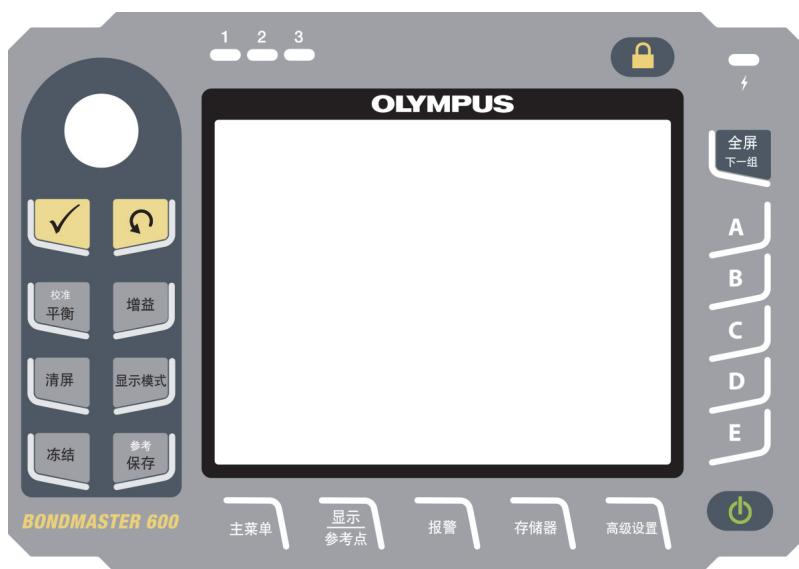 1 2 3
OLYMPUS
全屏
下一组
A
B
C
D
E
校准
平衡
增益
清屏
显示模式
冻结
参考
保存
BONDMASTER 600
主菜单
显示
参考点
报警
存储器
高级设置